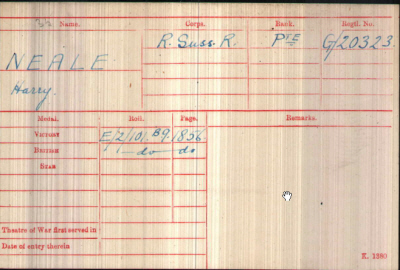 Name. Corps. Rank. Regtl. No.
R. Suss. R. Pte G/20323.
NEALE
Harry.
Medal. Roll. Page. Remarks.
Victory E/2/101.B9. 1856
British do do
Star
Theatre of War first served in
Date of entry therein
K. 1380